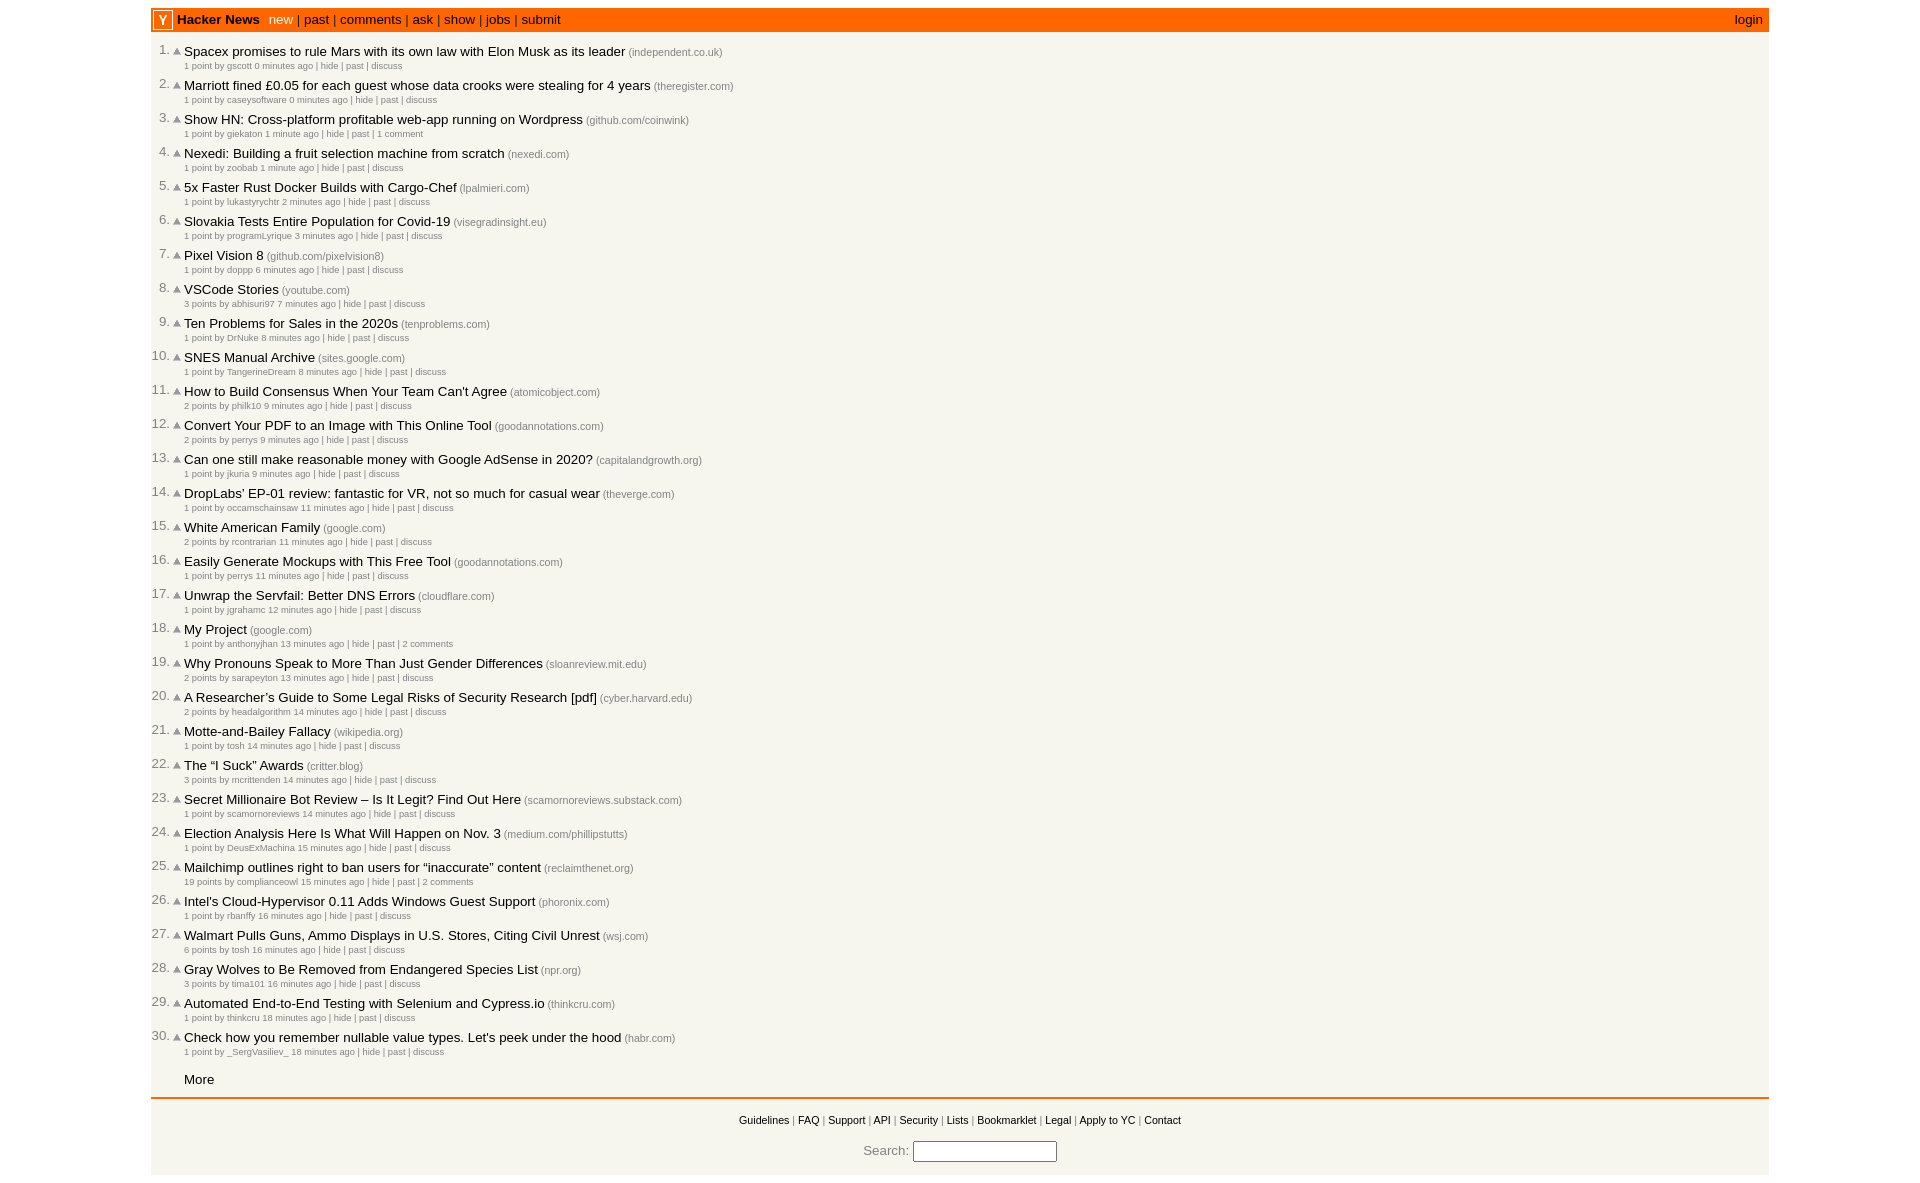 Y Hacker News new | past | comments | ask | show | jobs | submit login
1. Spacex promises to rule Mars with its own law with Elon Musk as its leader (independent.co.uk)
1 point by gscott 0 minutes ago | hide | past | discuss
2. Marriott fined £0.05 for each guest whose data crooks were stealing for 4 years (theregister.com)
1 point by caseysoftware 0 minutes ago | hide | past | discuss
3. Show HN: Cross-platform profitable web-app running on Wordpress (github.com/coinwink)
1 point by giekaton 1 minute ago | hide | past | 1 comment
4. Nexedi: Building a fruit selection machine from scratch (nexedi.com)
1 point by zoobab 1 minute ago | hide | past | discuss
5. 5x Faster Rust Docker Builds with Cargo-Chef (lpalmieri.com)
1 point by lukastyrychtr 2 minutes ago | hide | past | discuss
6. Slovakia Tests Entire Population for Covid-19 (visegradinsight.eu)
1 point by programLyrique 3 minutes ago | hide | past | discuss
7. Pixel Vision 8 (github.com/pixelvision8)
1 point by doppp 6 minutes ago | hide | past | discuss
8. VSCode Stories (youtube.com)
3 points by abhisuri97 7 minutes ago | hide | past | discuss
9. Ten Problems for Sales in the 2020s (tenproblems.com)
1 point by DrNuke 8 minutes ago | hide | past | discuss
10. SNES Manual Archive (sites.google.com)
1 point by TangerineDream 8 minutes ago | hide | past | discuss
11. How to Build Consensus When Your Team Can't Agree (atomicobject.com)
2 points by philk10 9 minutes ago | hide | past | discuss
12. Convert Your PDF to an Image with This Online Tool (goodannotations.com)
2 points by perrys 9 minutes ago | hide | past | discuss
13. Can one still make reasonable money with Google AdSense in 2020? (capitalandgrowth.org)
1 point by jkuria 9 minutes ago | hide | past | discuss
14. DropLabs’ EP-01 review: fantastic for VR, not so much for casual wear (theverge.com)
1 point by occamschainsaw 11 minutes ago | hide | past | discuss
15. White American Family (google.com)
2 points by rcontrarian 11 minutes ago | hide | past | discuss
16. Easily Generate Mockups with This Free Tool (goodannotations.com)
1 point by perrys 11 minutes ago | hide | past | discuss
17. Unwrap the Servfail: Better DNS Errors (cloudflare.com)
1 point by jgrahamc 12 minutes ago | hide | past | discuss
18. My Project (google.com)
1 point by anthonyjhan 13 minutes ago | hide | past | 2 comments
19. Why Pronouns Speak to More Than Just Gender Differences (sloanreview.mit.edu)
2 points by sarapeyton 13 minutes ago | hide | past | discuss
20. A Researcher’s Guide to Some Legal Risks of Security Research [pdf] (cyber.harvard.edu)
2 points by headalgorithm 14 minutes ago | hide | past | discuss
21. Motte-and-Bailey Fallacy (wikipedia.org)
1 point by tosh 14 minutes ago | hide | past | discuss
22. The “I Suck” Awards (critter.blog)
3 points by mcrittenden 14 minutes ago | hide | past | discuss
23. Secret Millionaire Bot Review – Is It Legit? Find Out Here (scamornoreviews.substack.com)
1 point by scamornoreviews 14 minutes ago | hide | past | discuss
24. Election Analysis Here Is What Will Happen on Nov. 3 (medium.com/phillipstutts)
1 point by DeusExMachina 15 minutes ago | hide | past | discuss
25. Mailchimp outlines right to ban users for “inaccurate” content (reclaimthenet.org)
19 points by complianceowl 15 minutes ago | hide | past | 2 comments
26. Intel's Cloud-Hypervisor 0.11 Adds Windows Guest Support (phoronix.com)
1 point by rbanffy 16 minutes ago | hide | past | discuss
27. Walmart Pulls Guns, Ammo Displays in U.S. Stores, Citing Civil Unrest (wsj.com)
6 points by tosh 16 minutes ago | hide | past | discuss
28. Gray Wolves to Be Removed from Endangered Species List (npr.org)
3 points by tima101 16 minutes ago | hide | past | discuss
29. Automated End-to-End Testing with Selenium and Cypress.io (thinkcru.com)
1 point by thinkcru 18 minutes ago | hide | past | discuss
30. Check how you remember nullable value types. Let's peek under the hood (habr.com)
1 point by _SergVasiliev_ 18 minutes ago | hide | past | discuss
More
Guidelines | FAQ | Support | API | Security | Lists | Bookmarklet | Legal | Apply to YC | Contact
Search: